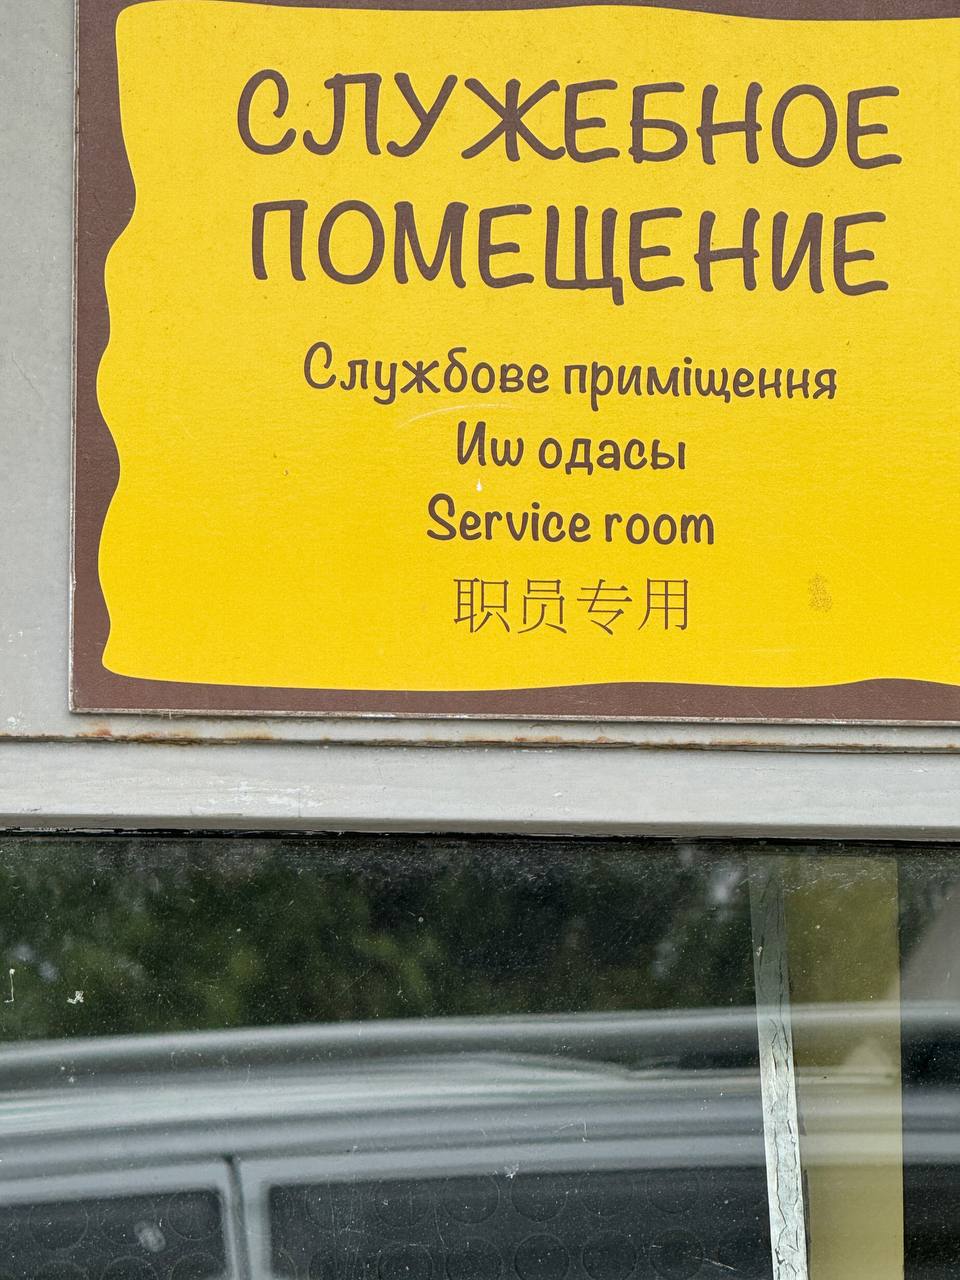 СЛУЖЕБНОЕ
ПОМЕЩЕНИЕ
Службове приміщення
Иш одасы
Service room
职员专用